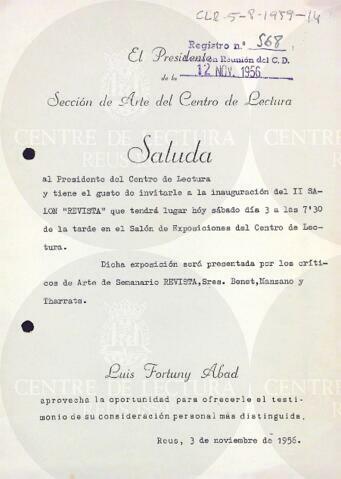 CLR-5-8-1959-14
Registro n.º 568
El Presidente
en Reunión del C. D.
de la
12 NOV. 1956
Sección de Arte del Centro de Lectura
CENTRE DE LECTURA
REUS
Saluda
al Presidente del Centro de Lectura
y tiene el gusto do invitarle a la inauguración del II SA-
LON "REVISTA" que tendrá lugar hóy sábado día 3 a las 7'30
de la tarde en el Salón de Exposiciones del Centro de Lec-
tura.
Dicha exposición será presentada por los críti-
cos de Arte de Semanario REVISTA,Sres. Benet,Manzano y
Tharrats.
Luis Fortuny Abad
CENTRE DE LECTURA
REUS
aprovecha la oportunidad para ofrecerle el testi-
monio de su consideración personal más distinguida.
Reus, 3 de noviembre de 1956.